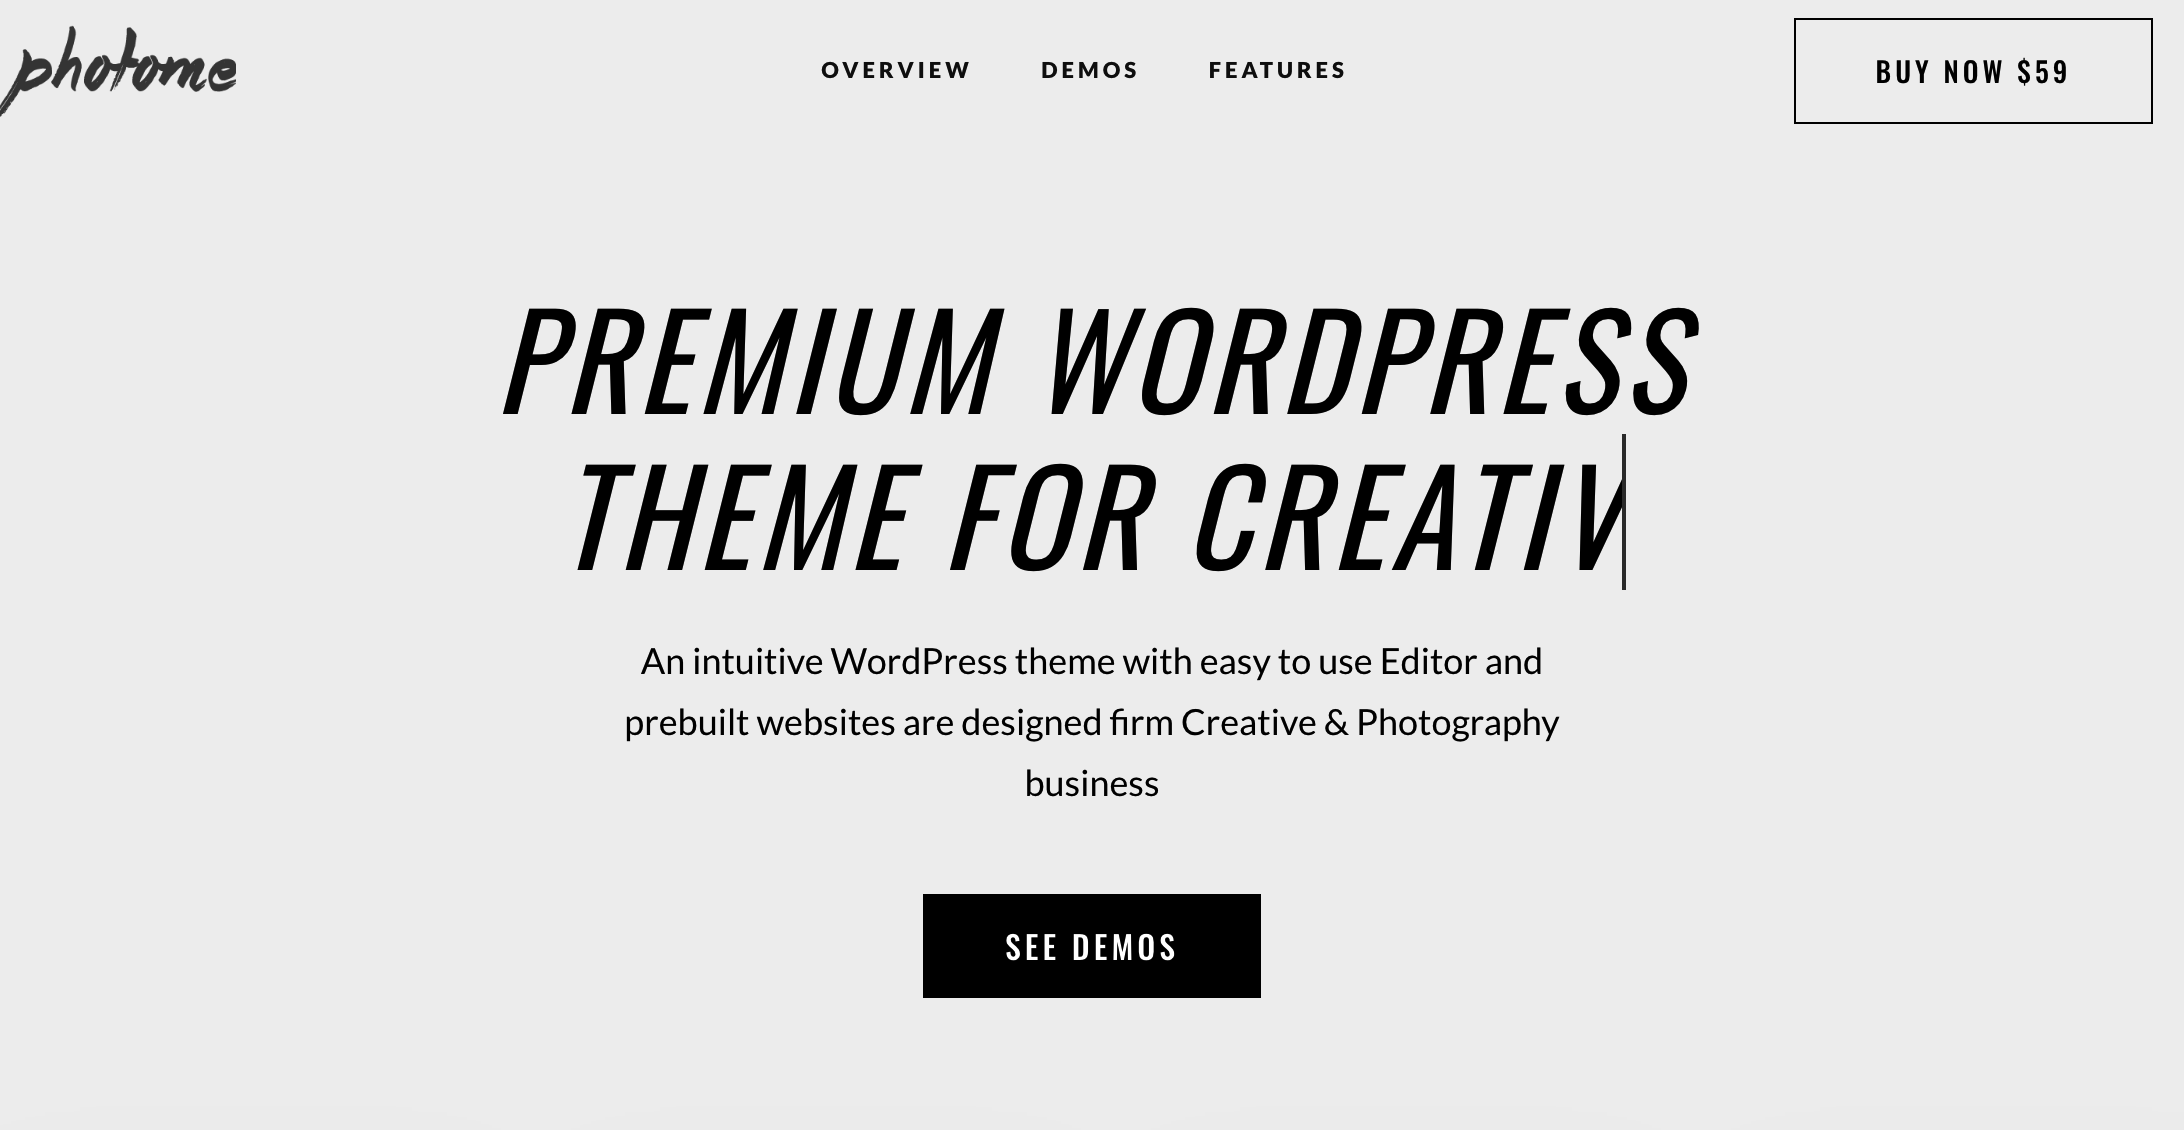 photome
OVERVIEW DEMOS FEATURES
BUY NOW $59
PREMIUM WORDPRESS
THEME FOR CREATIV
An intuitive WordPress theme with easy to use Editor and
prebuilt websites are designed firm Creative & Photography
business
SEE DEMOS